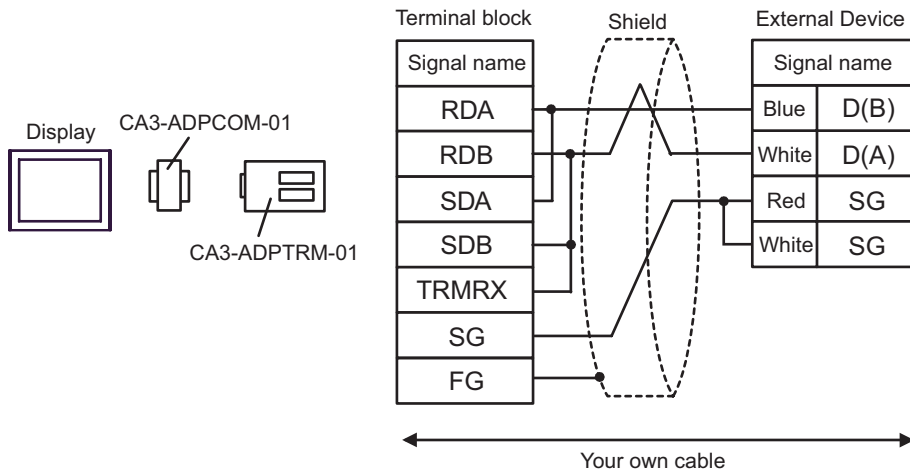 Display
CA3-ADPCOM-01
CA3-ADPTRM-01
Terminal block
Shield
External Device
Signal name
RDA
RDB
SDA
SDB
TRMRX
SG
FG
Signal name
Blue D(B)
White D(A)
Red SG
White SG
Your own cable